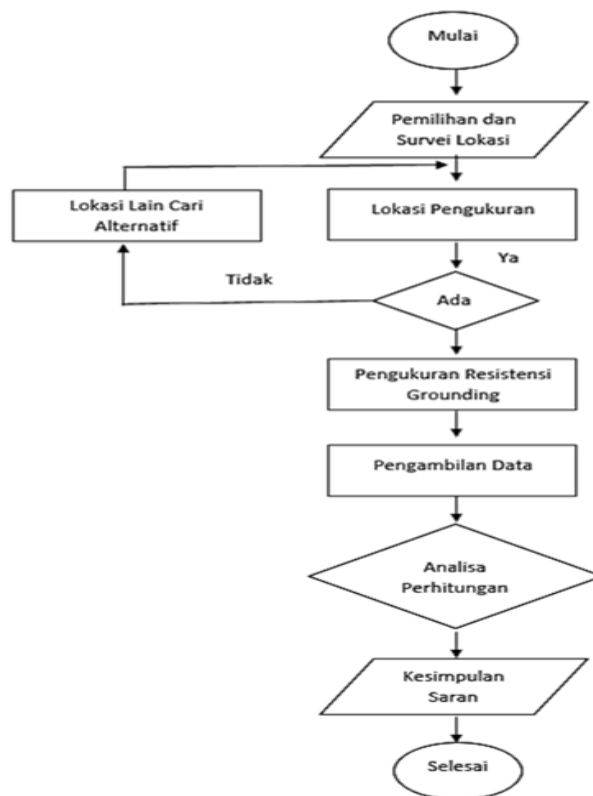 Mulai
Pemilihan dan
Survei Lokasi
Lokasi Lain Cari
Alternatif
Lokasi Pengukuran
Ya
Tidak
Ada
Pengukuran Resistensi
Grounding
Pengambilan Data
Analisa
Perhitungan
Kesimpulan
Saran
Selesai